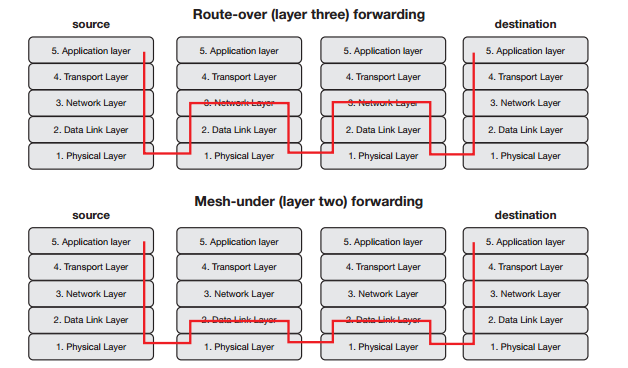 Route-over (layer three) forwarding
source destination
5. Application layer 5. Application layer 5. Application layer 5. Application layer
4. Transport Layer 4. Transport Layer 4. Transport Layer 4. Transport Layer
3. Network Layer 3. Network Layer 3. Network Layer 3. Network Layer
2. Data Link Layer 2. Data Link Layer 2. Data Link Layer 2. Data Link Layer
1. Physical Layer 1. Physical Layer 1. Physical Layer 1. Physical Layer
Mesh-under (layer two) forwarding
source destination
5. Application layer 5. Application layer 5. Application layer 5. Application layer
4. Transport Layer 4. Transport Layer 4. Transport Layer 4. Transport Layer
3. Network Layer 3. Network Layer 3. Network Layer 3. Network Layer
2. Data Link Layer 2. Data Link Layer 2. Data Link Layer 2. Data Link Layer
1. Physical Layer 1. Physical Layer 1. Physical Layer 1. Physical Layer